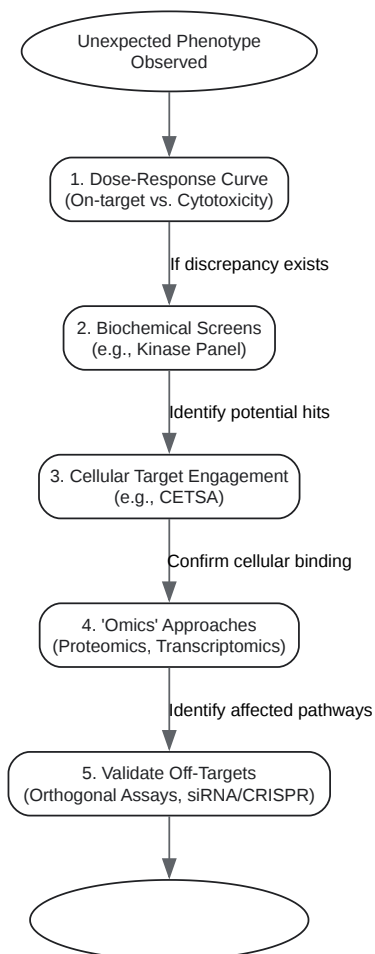 Unexpected Phenotype
Observed
1. Dose-Response Curve
(On-target vs. Cytotoxicity)
If discrepancy exists
2. Biochemical Screens
(e.g., Kinase Panel)
Identify potential hits
3. Cellular Target Engagement
(e.g., CETSA)
Confirm cellular binding
4. 'Omics' Approaches
(Proteomics, Transcriptomics)
Identify affected pathways
5. Validate Off-Targets
(Orthogonal Assays, siRNA/CRISPR)